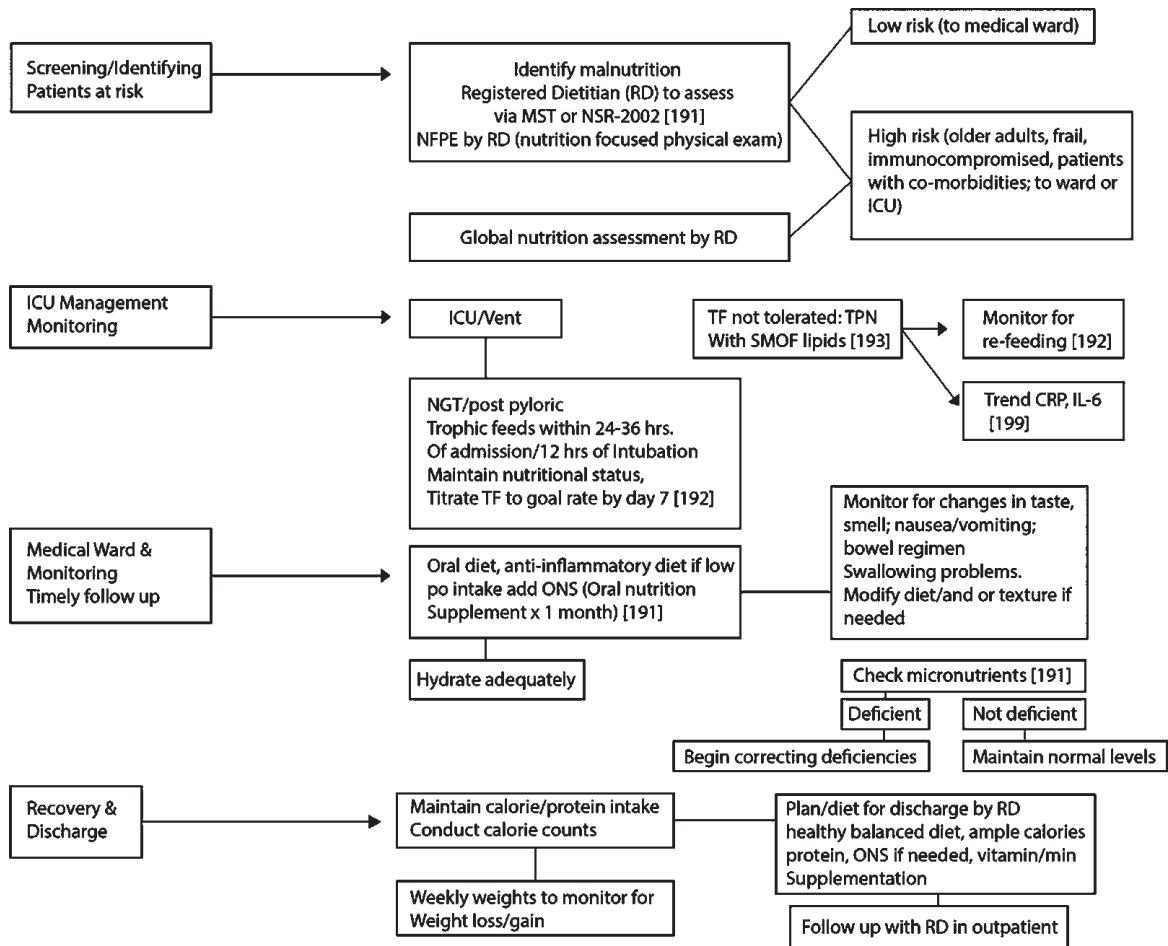 Screening/Identifying
Patients at risk
Identify malnutrition
Registered Dietitian (RD) to assess
via MST or NSR-2002 [191]
NFPE by RD (nutrition focused physical exam)
Low risk (to medical ward)
High risk (older adults, frail,
immunocompromised, patients
with co-morbidities; to ward or
ICU)
Global nutrition assessment by RD
ICU Management
Monitoring
ICU/Vent
TF not tolerated: TPN
With SMOF lipids [193]
Monitor for
re-feeding [192]
Trend CRP, IL-6
[199]
NGT/post pyloric
Trophic feeds within 24-36 hrs.
Of admission/12 hrs of Intubation
Maintain nutritional status,
Titrate TF to goal rate by day 7 [192]
Medical Ward &
Monitoring
Timely follow up
Oral diet, anti-inflammatory diet if low
po intake add ONS (Oral nutrition
Supplement x 1 month) [191]
Monitor for changes in taste,
smell; nausea/vomiting;
bowel regimen
Swallowing problems.
Modify diet/and or texture if
needed
Hydrate adequately
Check micronutrients [191]
Deficient
Not deficient
Begin correcting deficiencies
Maintain normal levels
Recovery &
Discharge
Maintain calorie/protein intake
Conduct calorie counts
Plan/diet for discharge by RD
healthy balanced diet, ample calories
protein, ONS if needed, vitamin/min
Supplementation
Weekly weights to monitor for
Weight loss/gain
Follow up with RD in outpatient